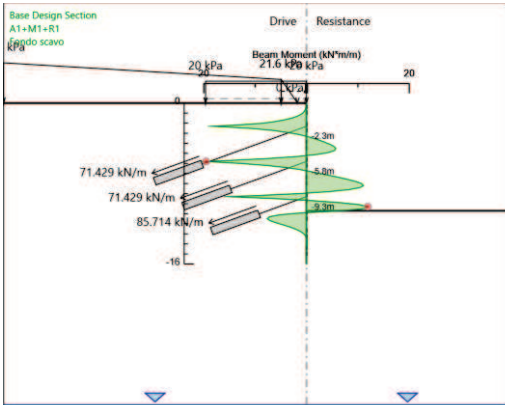 Base Design Section
A1+M1+R1
Fondo scavo
Drive
Resistance
kPa
Beam Moment (kN*m/m)
20 kPa
21.6 kPa
20 kPa
20
20
0
-2.3m
-5.8m
-9.3m
71.429 kN/m
71.429 kN/m
85.714 kN/m
-16